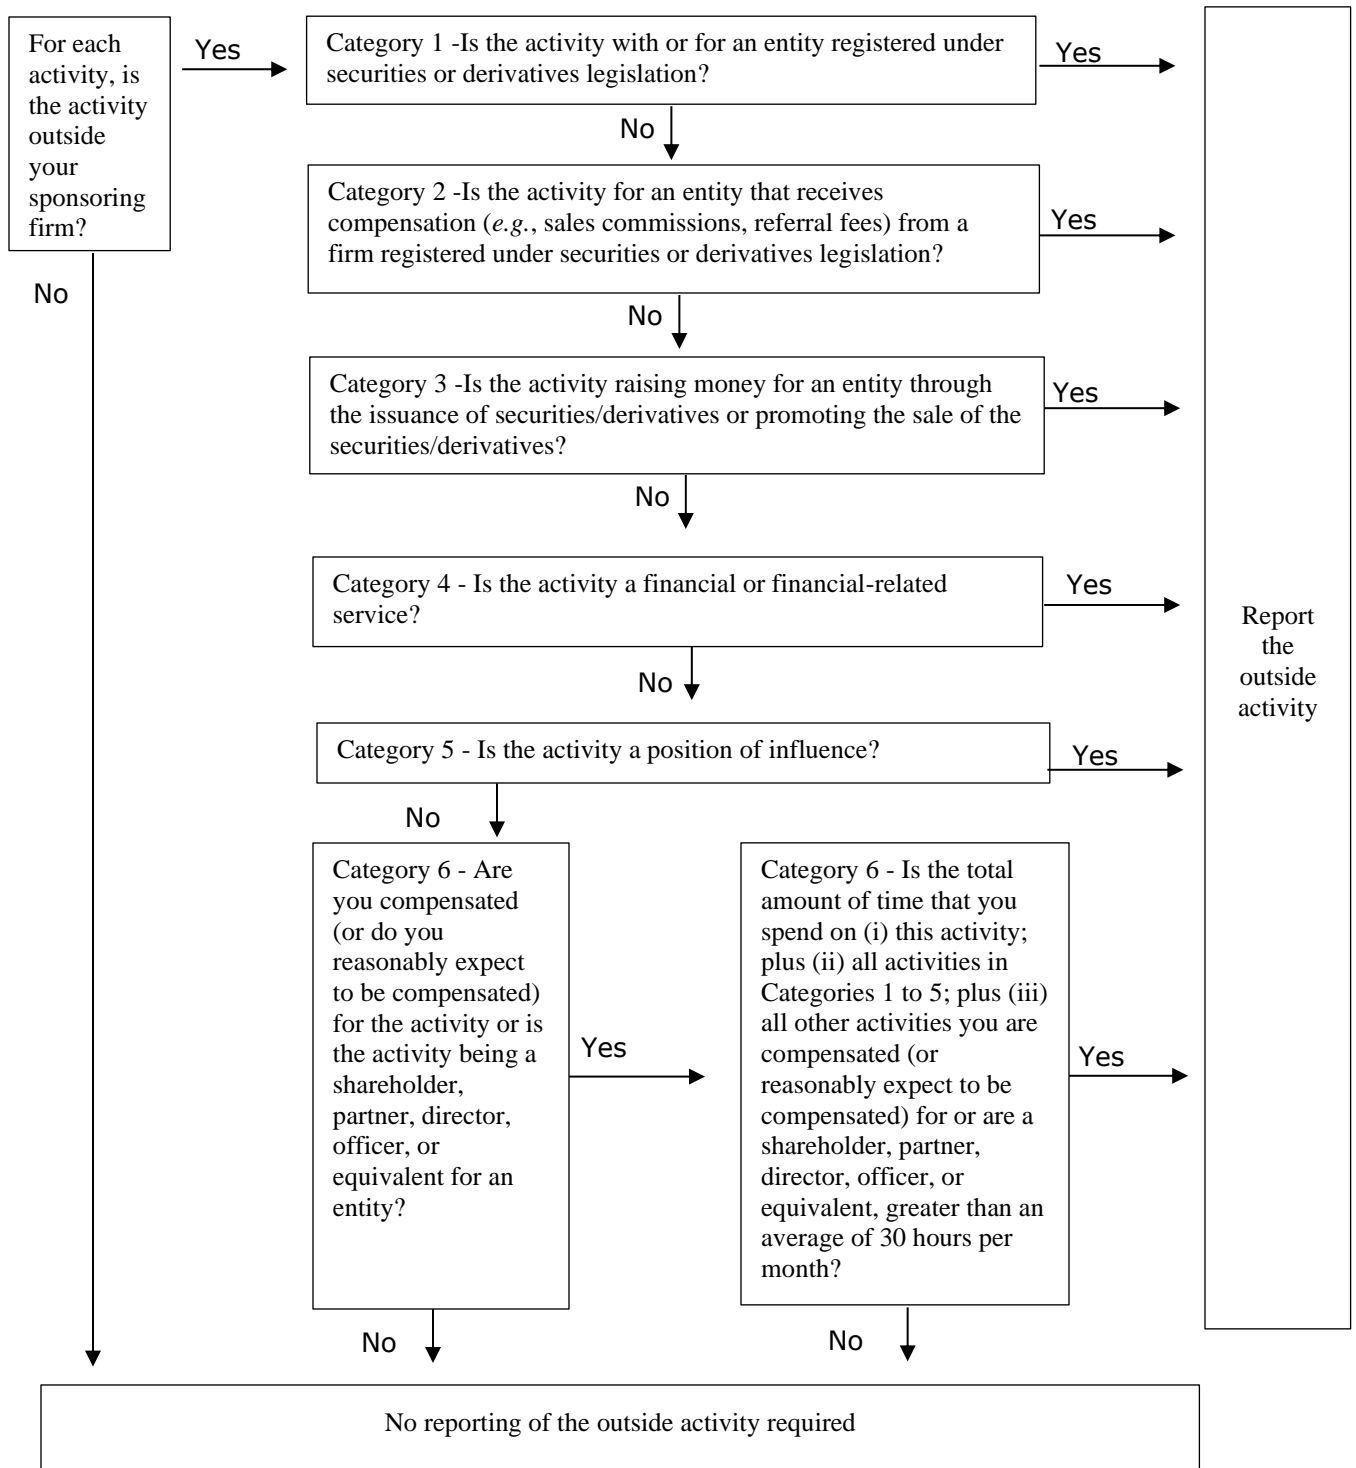 For each
activity, is
the activity
outside
your
sponsoring
firm?
Yes
Category 1 -Is the activity with or for an entity registered under
securities or derivatives legislation?
Yes
No
Category 2 -Is the activity for an entity that receives
compensation (e.g., sales commissions, referral fees) from a
firm registered under securities or derivatives legislation?
Yes
No
No
Category 3 -Is the activity raising money for an entity through
the issuance of securities/derivatives or promoting the sale of the
securities/derivatives?
Yes
No
Category 4 - Is the activity a financial or financial-related
service?
Yes
No
Report
the
outside
activity
Category 5 - Is the activity a position of influence?
Yes
No
Category 6 - Are
you compensated
(or do you
reasonably expect
to be compensated)
for the activity or is
the activity being a
shareholder,
partner, director,
officer, or
equivalent for an
entity?
Yes
Category 6 - Is the total
amount of time that you
spend on (i) this activity;
plus (ii) all activities in
Categories 1 to 5; plus (iii)
all other activities you are
compensated (or
reasonably expect to be
compensated) for or are a
shareholder, partner,
director, officer, or
equivalent, greater than an
average of 30 hours per
month?
Yes
No
No
No reporting of the outside activity required